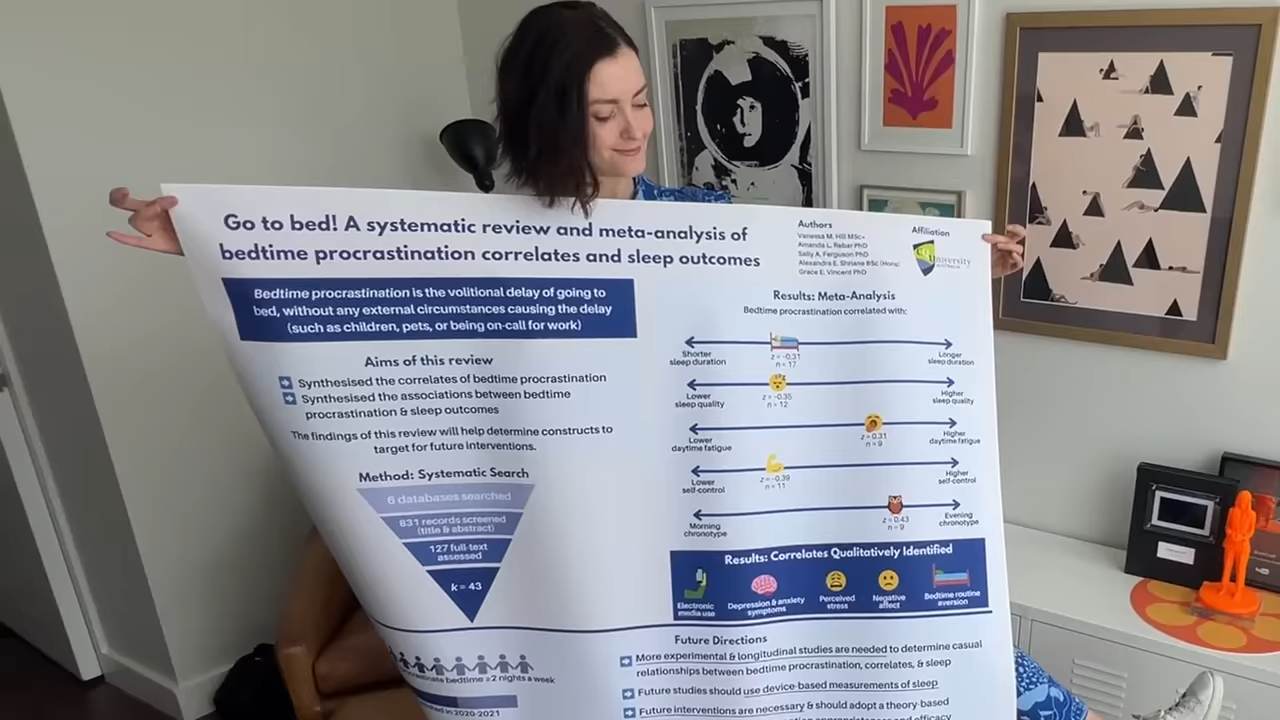 Go to bed! A systematic review and meta-analysis of
bedtime procrastination correlates and sleep outcomes
Authors
Vanessa M. Hill MSc
Amanda L. Rebar PhD
Sally A. Ferguson PhD
Alexandra E. Shriane BSc (Hons)
Grace E. Vincent PhD
Affiliation
CQUniversity
AUSTRALIA
Bedtime procrastination is the volitional delay of going to
bed, without any external circumstances causing the delay
(such as children, pets, or being on-call for work)
Aims of this review
Synthesised the correlates of bedtime procrastination
Synthesised the associations between bedtime
procrastination & sleep outcomes
The findings of this review will help determine constructs to
target for future interventions.
Method: Systematic Search
6 databases searched
831 records screened
(title & abstract)
127 full-text
assessed
k = 43
bedtime ≥2 nights a week
in 2020-2021
Results: Meta-Analysis
Bedtime procrastination correlated with:
Shorter
sleep duration
z = -0.31
n = 17
Longer
sleep duration
Lower
sleep quality
z = -0.35
n = 12
Higher
sleep quality
Lower
daytime fatigue
z = 0.31
n = 9
Higher
daytime fatigue
Lower
self-control
z = -0.39
n = 11
Higher
self-control
Morning
chronotype
z = 0.43
n = 9
Evening
chronotype
Results: Correlates Qualitatively Identified
Electronic
media use
Depression & anxiety
symptoms
Perceived
stress
Negative
affect
Bedtime routine
aversion
Future Directions
More experimental & longitudinal studies are needed to determine casual
relationships between bedtime procrastination, correlates, & sleep
Future studies should use device-based measurements of sleep
Future interventions are necessary & should adopt a theory-based
and efficacy